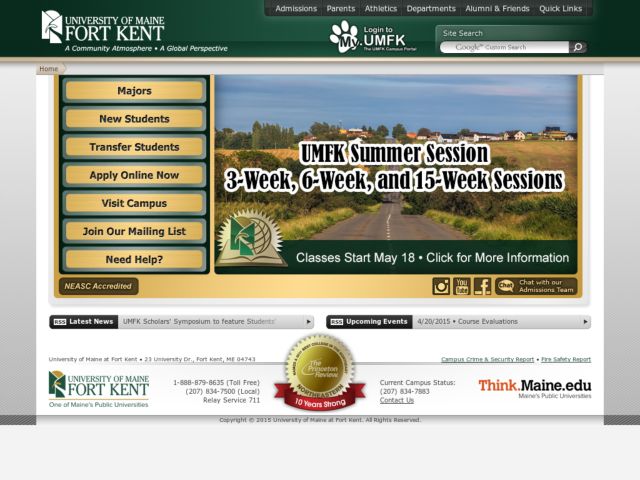 Admissions Parents Athletics Departments Alumni & Friends Quick Links
UNIVERSITY OF MAINE
FORT KENT
A Community Atmosphere • A Global Perspective
Login to
My.UMFK
The UMFK Campus Portal
Site Search
Google™ Custom Search
Home
Majors
New Students
Transfer Students
Apply Online Now
Visit Campus
Join Our Mailing List
Need Help?
UMFK Summer Session
3-Week, 6-Week, and 15-Week Sessions
Classes Start May 18 • Click for More Information
NEASC Accredited
You
Tube
f
Chat
Chat with our
Admissions Team
RSS Latest News UMFK Scholars' Symposium to feature Students'
RSS Upcoming Events 4/20/2015 • Course Evaluations
University of Maine at Fort Kent • 23 University Dr., Fort Kent, ME 04743
Campus Crime & Security Report • Fire Safety Report
UNIVERSITY OF MAINE
FORT KENT
One of Maine's Public Universities
1-888-879-8635 (Toll Free)
(207) 834-7500 (Local)
Relay Service 711
The
Princeton
Review
NORTHEASTERN
10 Years Strong
Current Campus Status:
(207) 834-7883
Contact Us
Think.Maine.edu
Maine's Public Universities
Copyright © 2015 University of Maine at Fort Kent. All Rights Reserved.